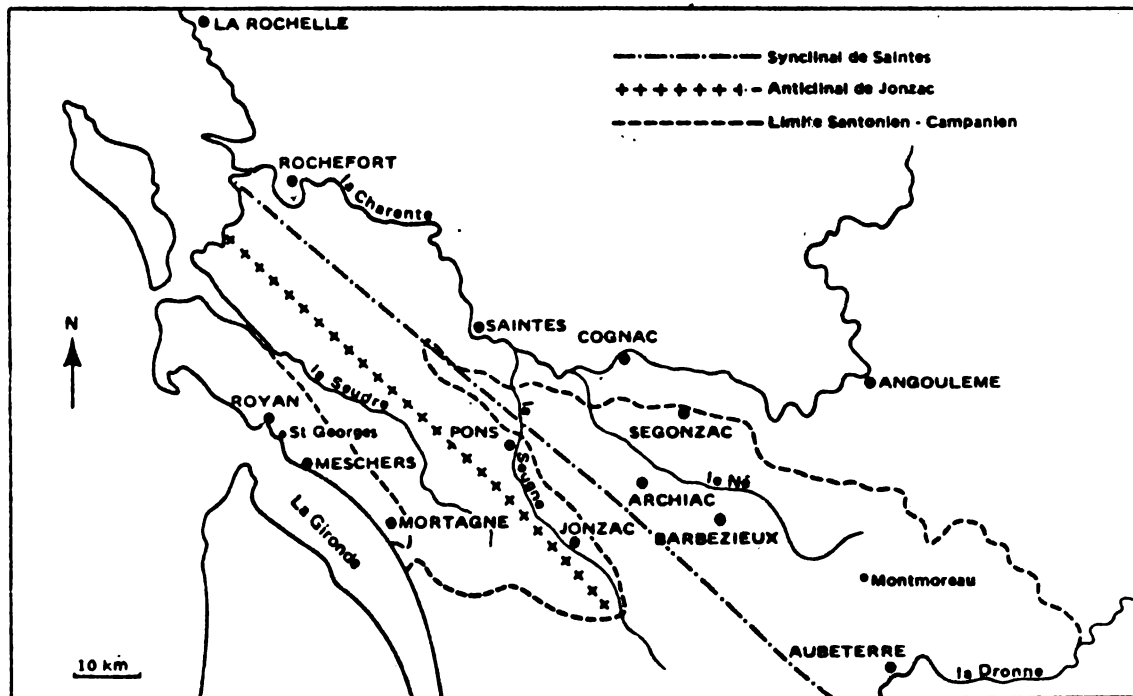 LA ROCHELLE
Synclinal de Saintes
Anticlinal de Jonzac
Limite Santonien - Campanien
ROCHEFORT
la Charente
N
SAINTES
COGNAC
ANGOULEME
la Seudre
ROYAN
St Georges
SEGONZAC
PONS
la Seugne
MESCHERS
le Né
ARCHIAC
La Gironde
MORTAGNE
JONZAC
BARBEZIEUX
Montmoreau
10 km
AUBETERRE
la Dronne